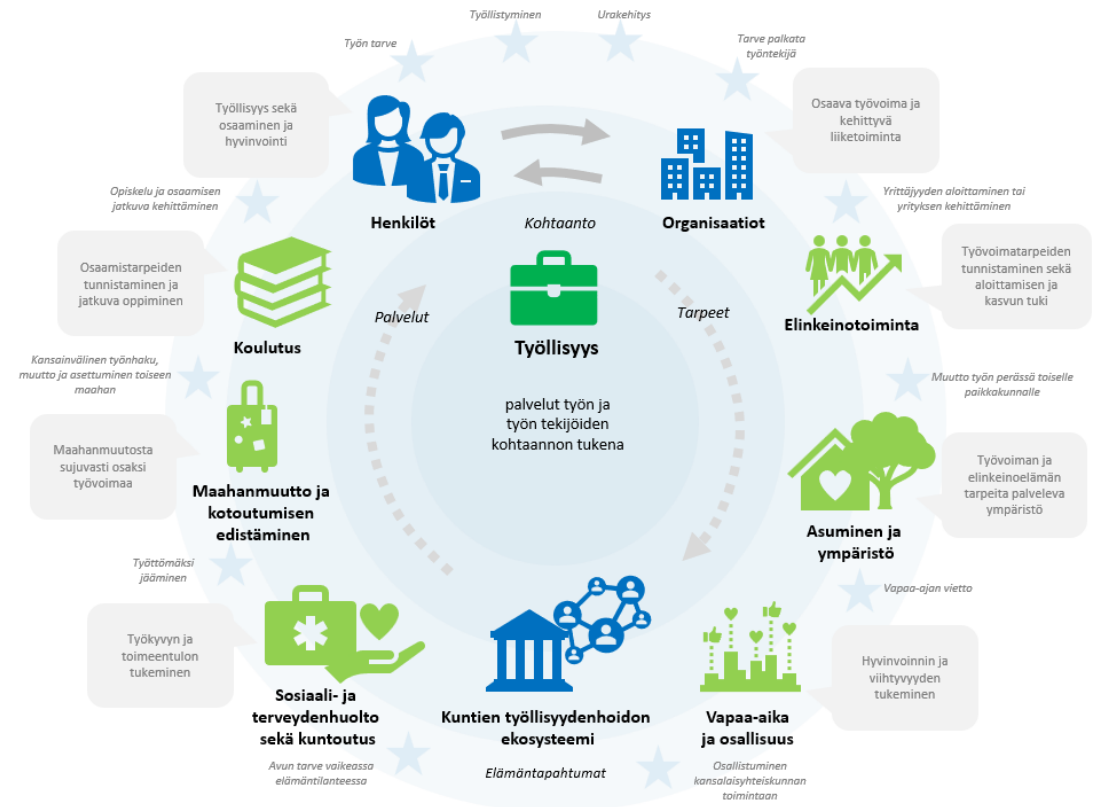 Työllistyminen
Urakehitys
Työn tarve
Tarve palkata
työntekijä
Työllisyys sekä
osaaminen ja
hyvinvointi
Osaava työvoima ja
kehittyvä
liiketoiminta
Opiskelu ja osaamisen
jatkuva kehittäminen
Henkilöt
Kohtaanto
Organisaatiot
Yrittäjyyden aloittaminen tai
yrityksen kehittäminen
Osaamistarpeiden
tunnistaminen ja
jatkuva oppiminen
Koulutus
Palvelut
Työllisyys
Tarpeet
Elinkeinotoiminta
Työvoimatarpeiden
tunnistaminen sekä
aloittamisen ja
kasvun tuki
Kansainvälinen työnhaku,
muutto ja asettuminen toiseen
maahan
palvelut työn ja
työn tekijöiden
kohtaannon tukena
Muutto työn perässä toiselle
paikkakunnalle
Maahanmuutosta
sujuvasti osaksi
työvoimaa
Maahanmuutto ja
kotoutumisen
edistäminen
Asuminen ja
ympäristö
Työvoiman ja
elinkeinoelämän
tarpeita palveleva
ympäristö
Työttömäksi
jääminen
Vapaa-ajan vietto
Työkyvyn ja
toimeentulon
tukeminen
Sosiaali- ja
terveydenhuolto
sekä kuntoutus
Kuntien työllisyydenhoidon
ekosysteemi
Vapaa-aika
ja osallisuus
Hyvinvoinnin ja
viihtyvyyden
tukeminen
Avun tarve vaikeassa
elämäntilanteessa
Elämäntapahtumat
Osallistuminen
kansalaisyhteiskunnan
toimintaan